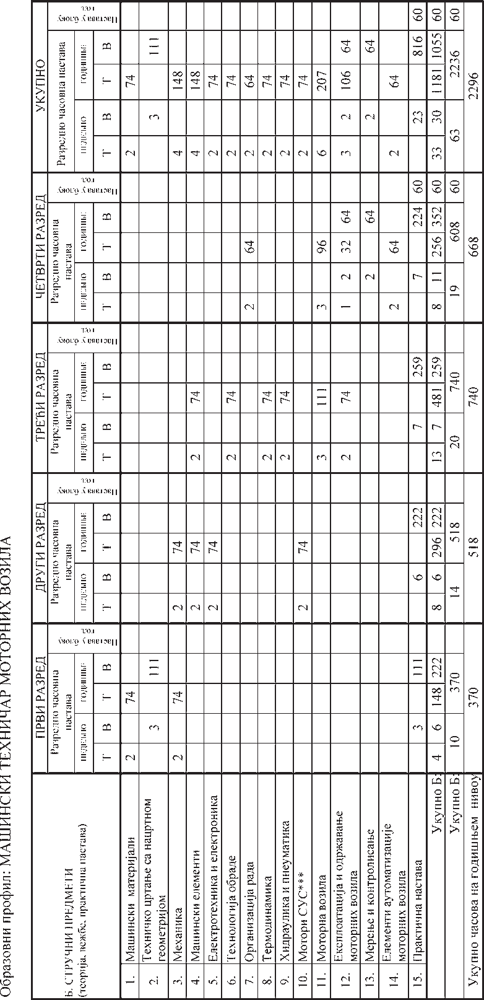 Образовни профил: МАШИНСКИ ТЕХНИЧАР МОТОРНИХ ВОЗИЛА
Б. СТРУЧНИ ПРЕДМЕТИ
(теорија, вежбе, практична настава)
ПРВИ РАЗРЕД ДРУГИ РАЗРЕД ТРЕЋИ РАЗРЕД ЧЕТВРТИ РАЗРЕД УКУПНО
Разредно часовна настава Настава у блоку год. Разредно часовна настава Настава у блоку год. Разредно часовна настава Настава у блоку год. Разредно часовна настава Настава у блоку год. Разредно часовна настава Настава у блоку год.
недељно годишње недељно годишње недељно годишње недељно годишње недељно годишње
Т В Т В Т В Т В Т В Т В Т В Т В Т В Т В
1. Машински материјали 2 74 2 74
2. Техничко цртање са нацртном
геометријом 3 111 3 111
3. Механика 2 74 2 74 4 148
4. Машински елементи 2 74 2 74 4 148
5. Електротехника и електроника 2 74 2 74
6. Технологија обраде 2 74 2 74
7. Организација рада 2 64 2 64
8. Термодинамика 2 74 2 74
9. Хидраулика и пнеуматика 2 74 2 74
10. Мотори СУС*** 2 74 2 74
11. Моторна возила 3 111 3 96 6 207
12. Експлоатација и одржавање
моторних возила 2 74 1 2 32 64 3 2 106 64
13. Мерење и контролисање 2 64 2 64
14. Елементи аутоматизације
моторних возила 2 64 2 64
15. Практична настава 3 111 6 222 7 259 7 224 60 23 816 60
Укупно Б: 4 6 148 222 8 6 296 222 13 7 481 259 8 11 256 352 60 33 30 1181 1055 60
Укупно Б: 10 370 14 518 20 740 19 608 60 63 2236 60
Укупно часова на годишњем нивоу 370 518 740 668 2296